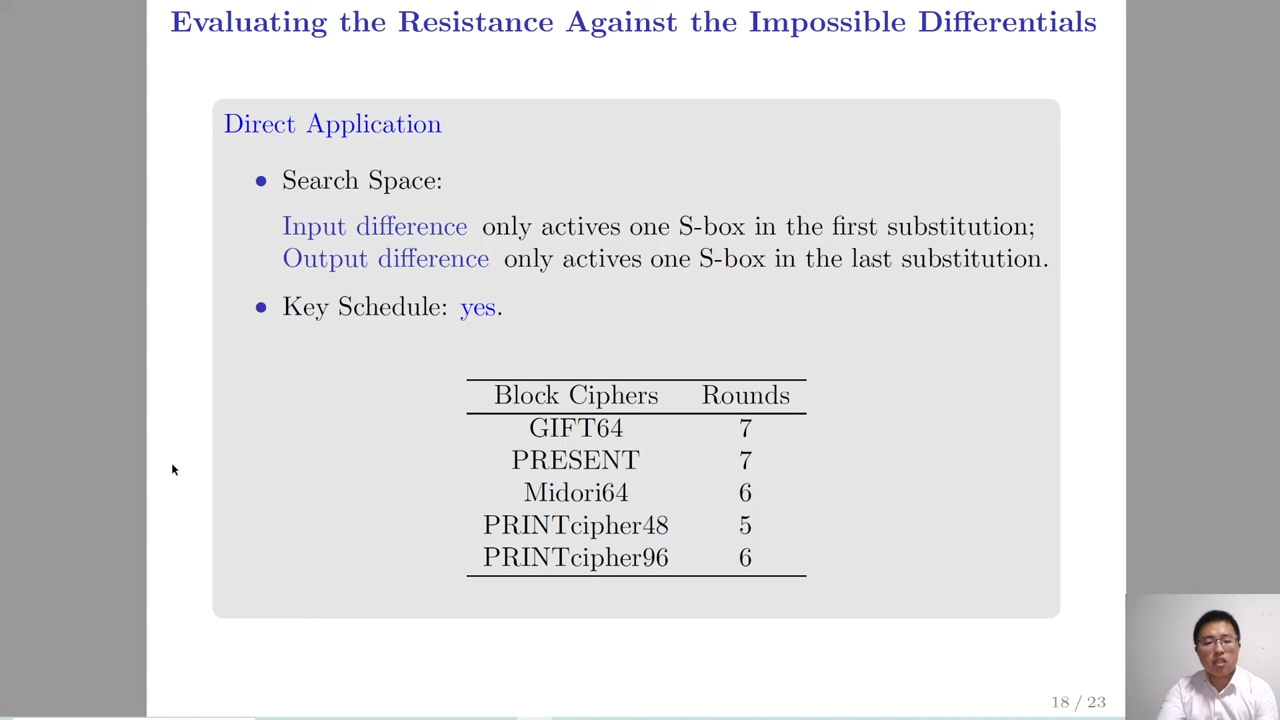 Evaluating the Resistance Against the Impossible Differentials
Direct Application
• Search Space:
Input difference only actives one S-box in the first substitution;
Output difference only actives one S-box in the last substitution.
• Key Schedule: yes.
Block Ciphers Rounds
GIFT64 7
PRESENT 7
Midori64 6
PRINTcipher48 5
PRINTcipher96 6
18 / 23